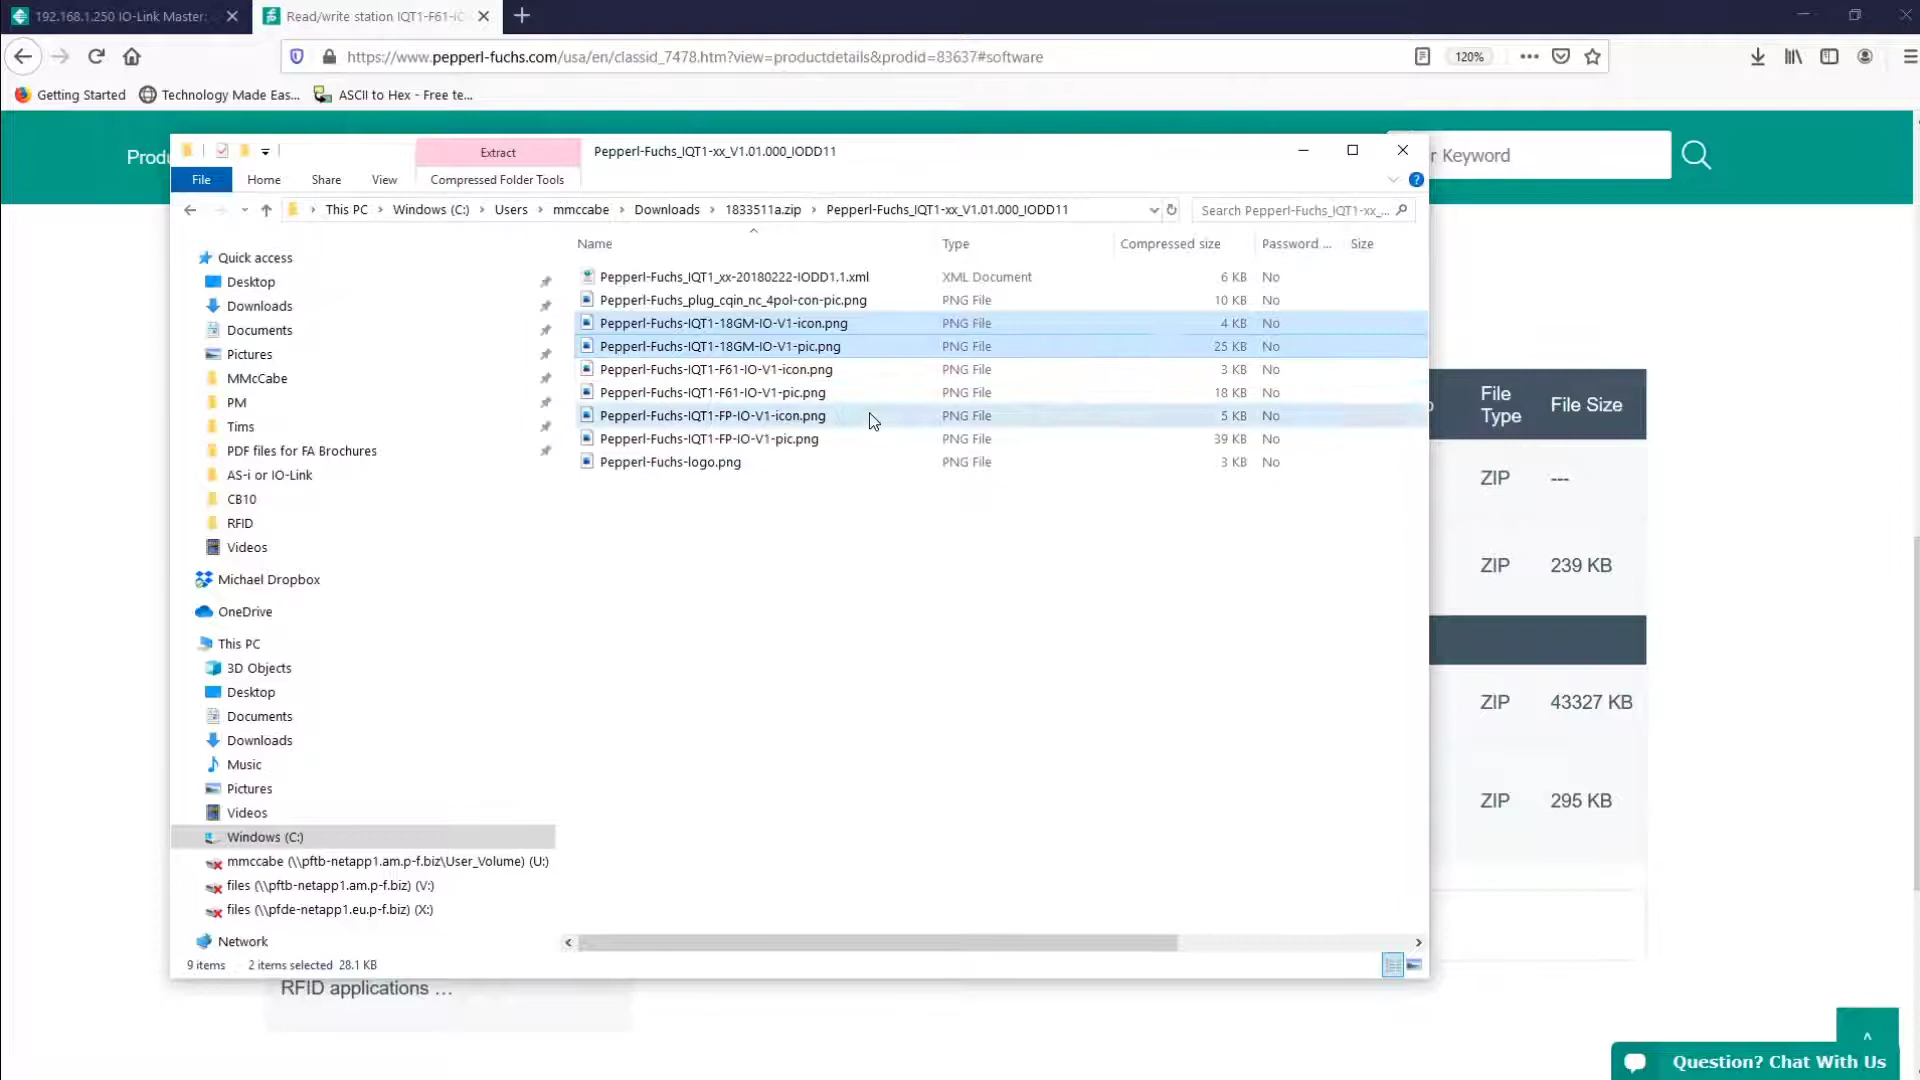 192.168.1.250 IO-Link Master:
Read/write station IQT1-F61-IO
https://www.pepperl-fuchs.com/usa/en/classid_7478.htm?view=productdetails&prodid=83637#software
120%
Getting Started
Technology Made Eas...
ASCII to Hex - Free te...
Produ
r Keyword
Extract
Pepperl-Fuchs_IQT1-xx_V1.01.000_IODD11
File
Home
Share
View
Compressed Folder Tools
This PC
Windows (C:)
Users
mmccabe
Downloads
1833511a.zip
Pepperl-Fuchs_IQT1-xx_V1.01.000_IODD11
Search Pepperl-Fuchs_IQT1-xx_...
Name Type Compressed size Password ... Size
Pepperl-Fuchs_IQT1_xx-20180222-IODD1.1.xml XML Document 6 KB No
Pepperl-Fuchs_plug_cqin_nc_4pol-con-pic.png PNG File 10 KB No
Pepperl-Fuchs-IQT1-18GM-IO-V1-icon.png PNG File 4 KB No
Pepperl-Fuchs-IQT1-18GM-IO-V1-pic.png PNG File 25 KB No
Pepperl-Fuchs-IQT1-F61-IO-V1-icon.png PNG File 3 KB No
Pepperl-Fuchs-IQT1-F61-IO-V1-pic.png PNG File 18 KB No
Pepperl-Fuchs-IQT1-FP-IO-V1-icon.png PNG File 5 KB No
Pepperl-Fuchs-IQT1-FP-IO-V1-pic.png PNG File 39 KB No
Pepperl-Fuchs-logo.png PNG File 3 KB No
Quick access
Desktop
Downloads
Documents
Pictures
MMcCabe
PM
Tims
PDF files for FA Brochures
AS-i or IO-Link
CB10
RFID
Videos
Michael Dropbox
OneDrive
This PC
3D Objects
Desktop
Documents
Downloads
Music
Pictures
Videos
Windows (C:)
mmccabe (\\pftb-netapp1.am.p-f.biz\User_Volume) (U:)
files (\\pftb-netapp1.am.p-f.biz) (V:)
files (\\pfde-netapp1.eu.p-f.biz) (X:)
Network
9 items 2 items selected 28.1 KB
File Type
File Size
ZIP ---
ZIP 239 KB
ZIP 43327 KB
ZIP 295 KB
RFID applications ...
Question? Chat With Us